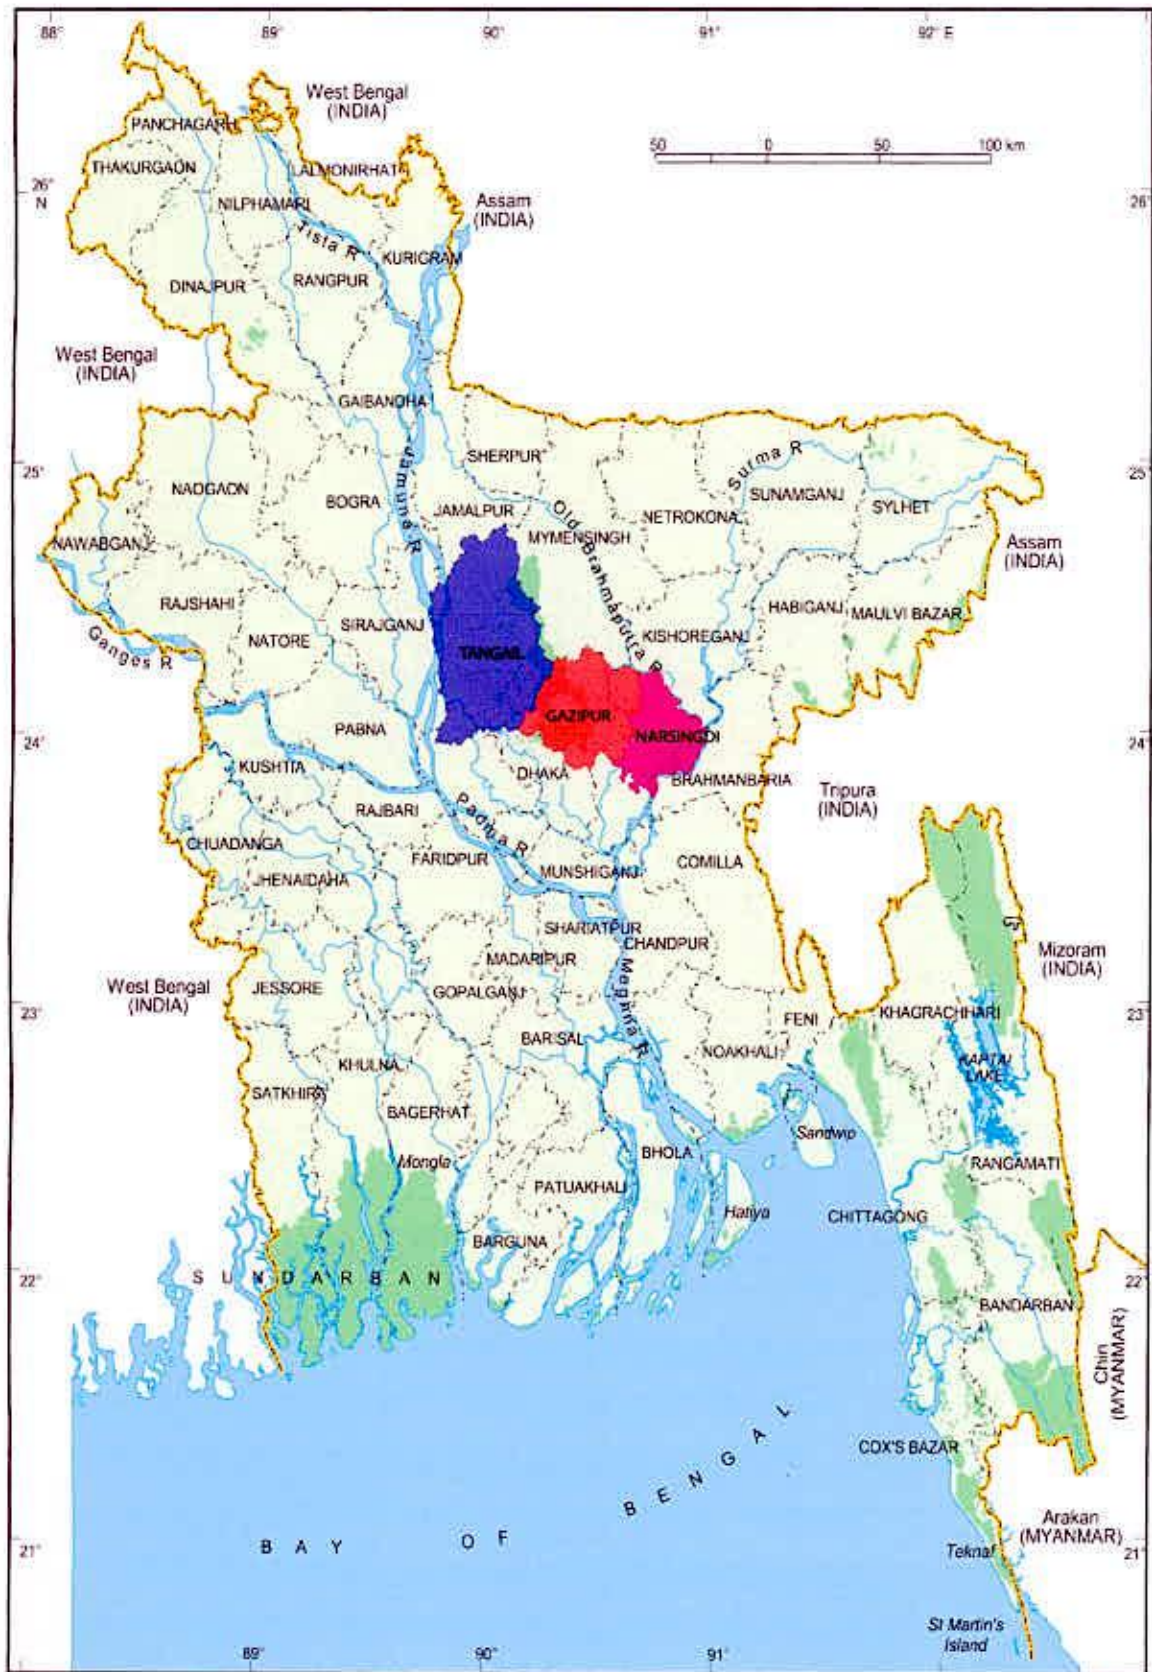 88°
89°
90°
91°
92° E
West Bengal
(INDIA)
PANCHAGARH
THAKURGAON
LALMONIRHAT
50 0 50 100 km
26°
N
26°
NILPHAMARI
Assam
(INDIA)
Tista R
KURIGRAM
RANGPUR
DINAJPUR
West Bengal
(INDIA)
GAIBANDHA
25°
SHERPUR
Surma R
25°
NAOGAON
BOGRA
Jamuna R
JAMALPUR
Old Brahmaputra R
MYMENSINGH
NETROKONA
SUNAMGANJ
SYLHET
NAWABGANJ
Assam
(INDIA)
RAJSHAHI
SIRAJGANJ
HABIGANJ
MAULVI BAZAR
Ganges R
NATORE
TANGAIL
KISHOREGANJ
GAZIPUR
24°
PABNA
NARSINGDI
24°
KUSHTIA
DHAKA
BRAHMANBARIA
Tripura
(INDIA)
RAJBARI
Padma R
CHUADANGA
FARIDPUR
MUNSHIGANJ
COMILLA
JHENAIDAHA
SHARIATPUR
CHANDPUR
Mizoram
(INDIA)
West Bengal
(INDIA)
JESSORE
MADARIPUR
GOPALGANJ
Meghna R
23°
FENI
KHAGRACHHARI
23°
BARISAL
NOAKHALI
KHULNA
KAPTAI
LAKE
SATKHIRA
BAGERHAT
Sandwip
Mongla
BHOLA
RANGAMATI
PATUAKHALI
Hatiya
CHITTAGONG
BARGUNA
22°
SUNDARBAN
22°
BANDARBAN
Chin
(MYANMAR)
COX'S BAZAR
BAY OF BENGAL
Arakan
(MYANMAR)
21°
Teknaf
21°
St Martin's
Island
89°
90°
91°